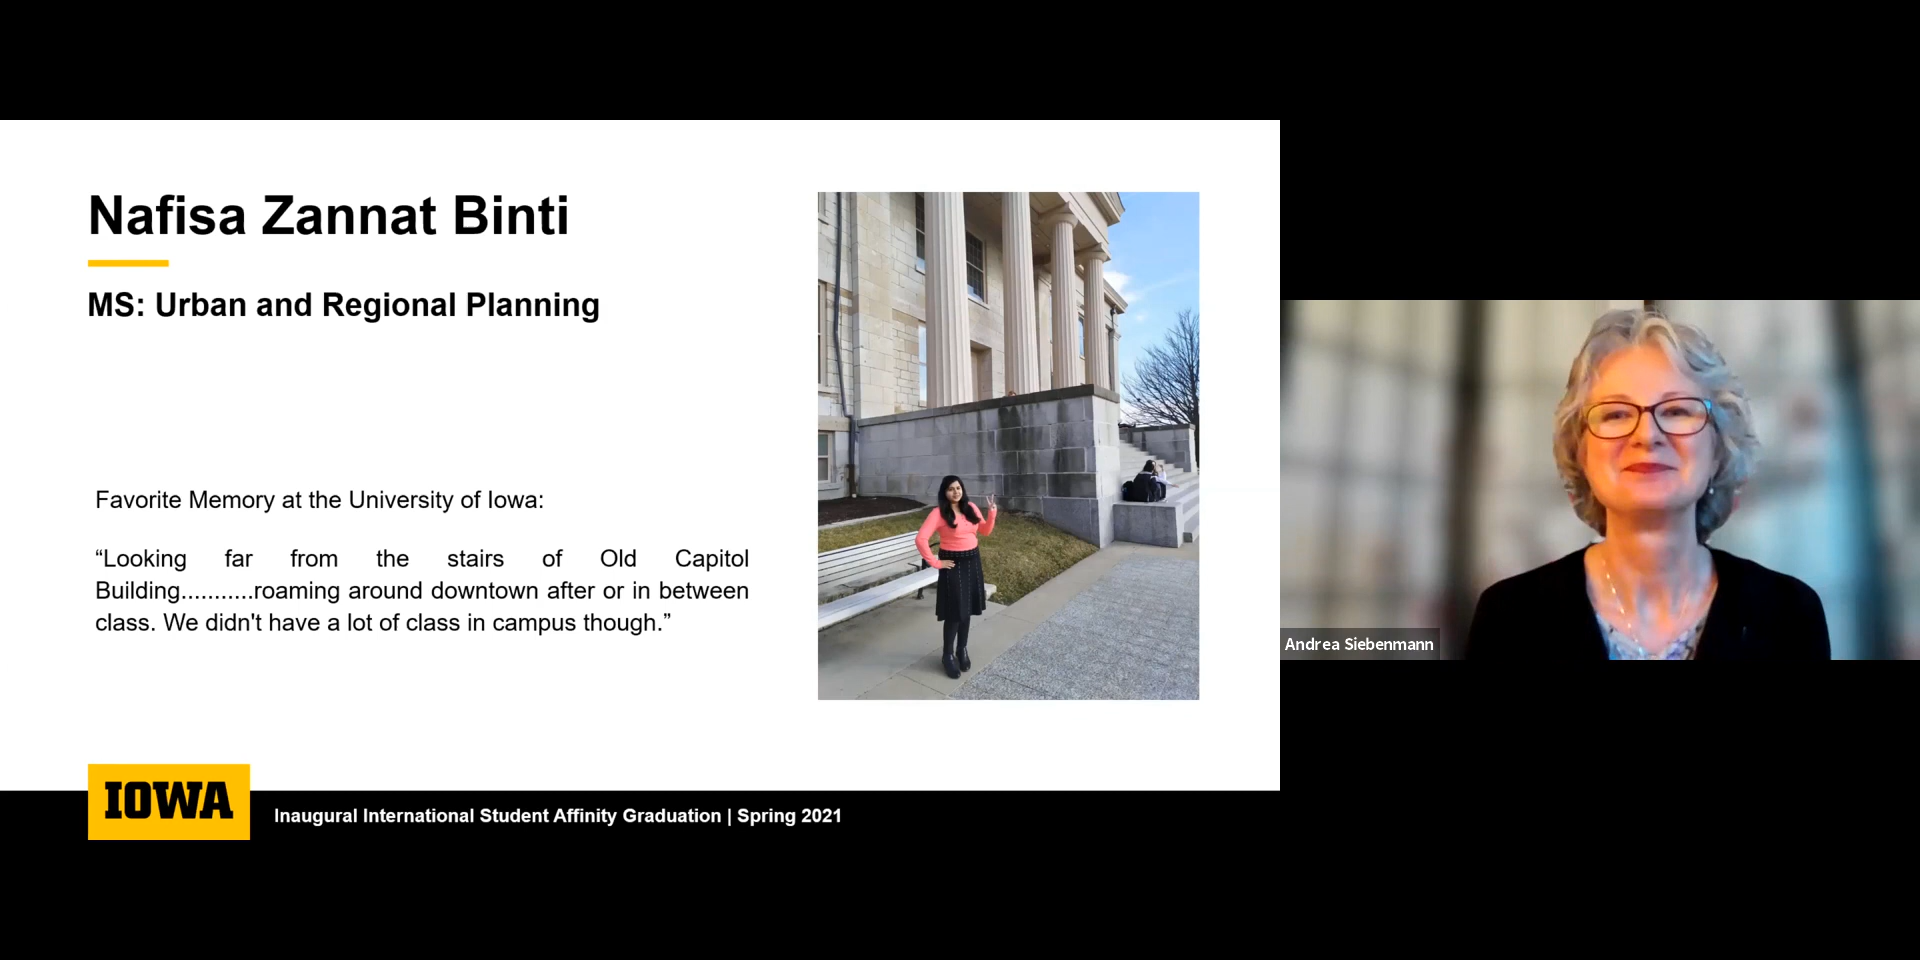 Nafisa Zannat Binti
MS: Urban and Regional Planning
Favorite Memory at the University of Iowa:
“Looking far from the stairs of Old Capitol
Building...........roaming around downtown after or in between
class. We didn't have a lot of class in campus though.”
IOWA
Inaugural International Student Affinity Graduation | Spring 2021
Andrea Siebenmann